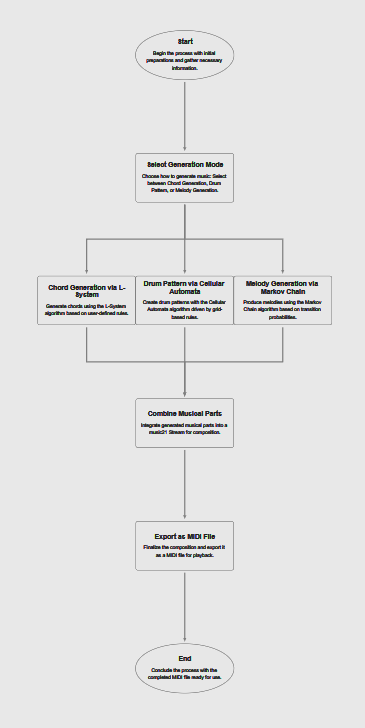 Start
Begin the process with initial
preparations and gather necessary
information.
Select Generation Mode
Choose how to generate music: Select
between Chord Generation, Drum
Pattern, or Melody Generation.
Chord Generation via L-
System
Generate chords using the L-System
algorithm based on user-defined rules.
Drum Pattern via Cellular
Automata
Create drum patterns with the Cellular
Automata algorithm driven by grid-
based rules.
Melody Generation via
Markov Chain
Produce melodies using the Markov
Chain algorithm based on transition
probabilities.
Combine Musical Parts
Integrate generated musical parts into a
music21 Stream for composition.
Export as MIDI File
Finalize the composition and export it
as a MIDI file for playback.
End
Conclude the process with the
completed MIDI file ready for use.